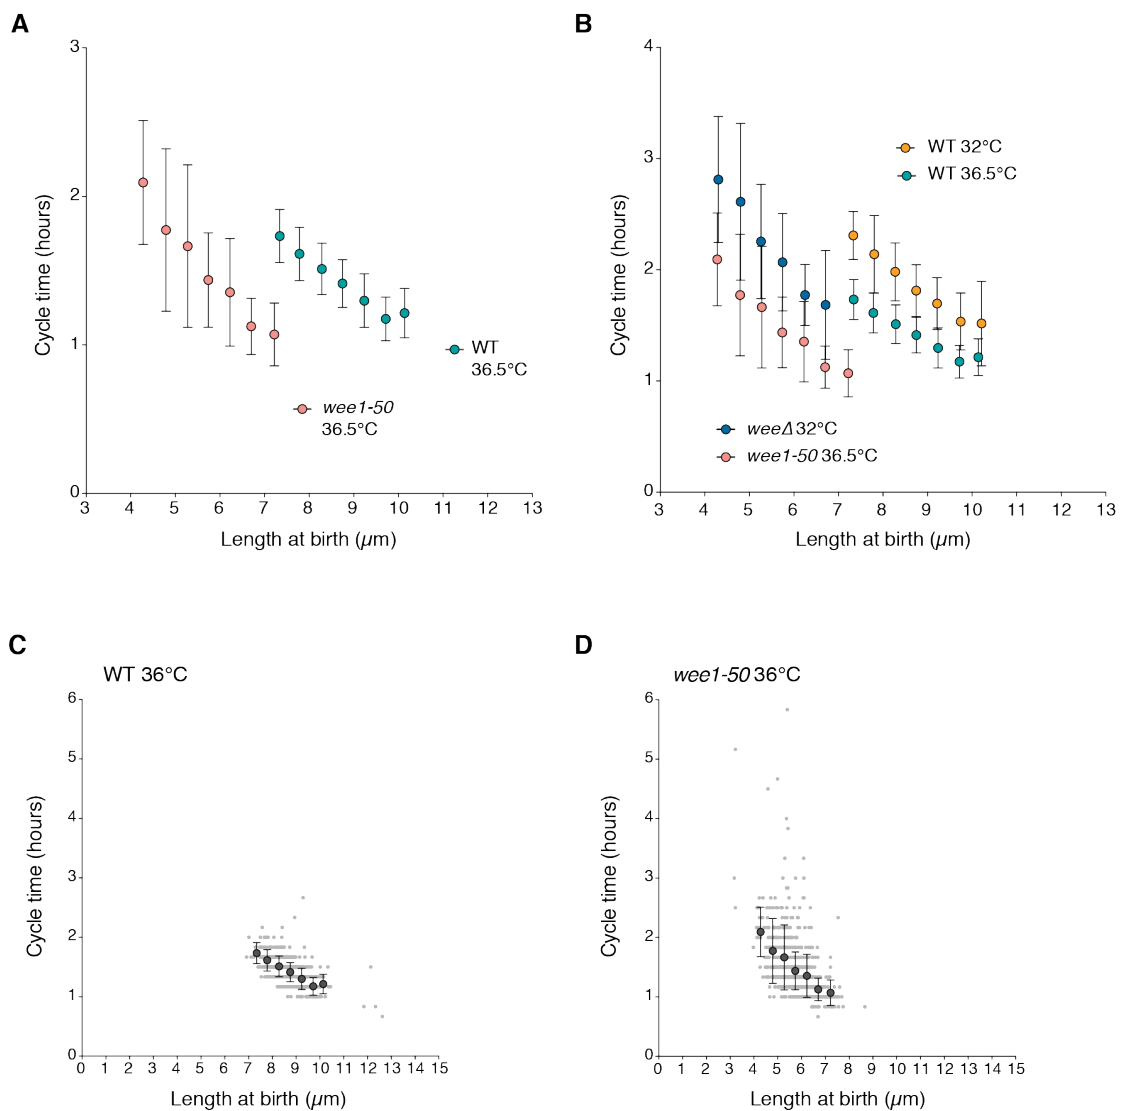 A
3
2
1
0
3 4 5 6 7 8 9 10 11 12 13
Cycle time (hours)
Length at birth (µm)
WT
36.5°C
wee1-50
36.5°C
B
4
3
2
1
0
3 4 5 6 7 8 9 10 11 12 13
Cycle time (hours)
Length at birth (µm)
WT 32°C
WT 36.5°C
weeΔ 32°C
wee1-50 36.5°C
C
WT 36°C
6
5
4
3
2
1
0
0 1 2 3 4 5 6 7 8 9 10 11 12 13 14 15
Cycle time (hours)
Length at birth (µm)
D
wee1-50 36°C
6
5
4
3
2
1
0
0 1 2 3 4 5 6 7 8 9 10 11 12 13 14 15
Cycle time (hours)
Length at birth (µm)